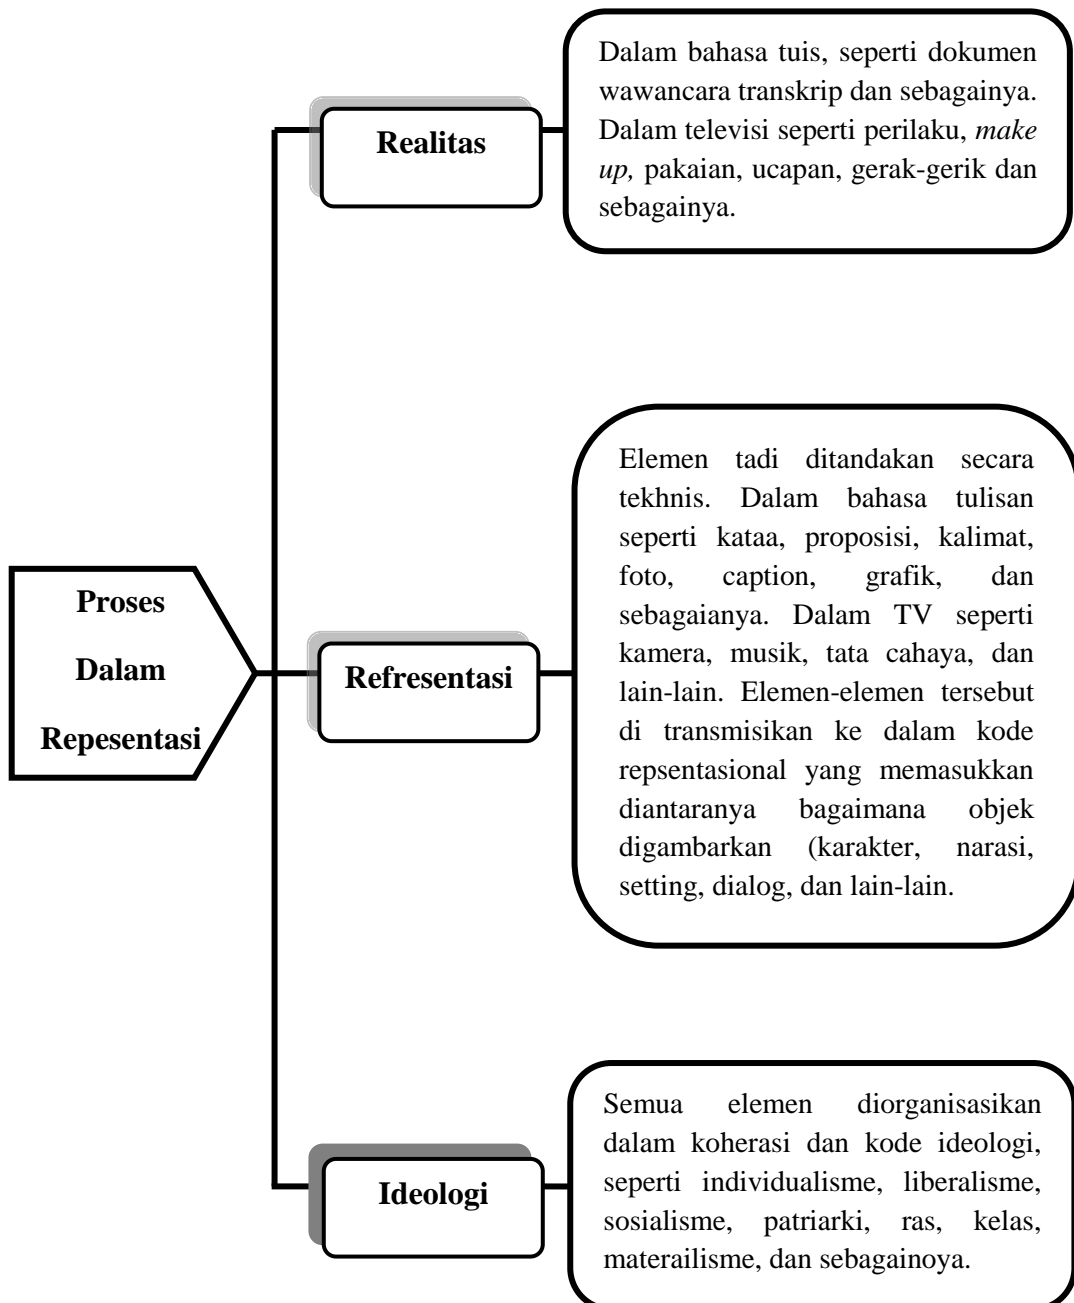 Proses
Dalam
Repesentasi
Realitas
Dalam bahasa tuis, seperti dokumen
wawancara transkrip dan sebagainya.
Dalam televisi seperti perilaku, make
up, pakaian, ucapan, gerak-gerik dan
sebagainya.
Refresentasi
Elemen tadi ditandakan secara
tekhnis. Dalam bahasa tulisan
seperti kataa, proposisi, kalimat,
foto, caption, grafik, dan
sebagaianya. Dalam TV seperti
kamera, musik, tata cahaya, dan
lain-lain. Elemen-elemen tersebut
di transmisikan ke dalam kode
repsentasional yang memasukkan
diantaranya bagaimana objek
digambarkan (karakter, narasi,
setting, dialog, dan lain-lain.
Ideologi
Semua elemen diorganisasikan
dalam koherasi dan kode ideologi,
seperti individualisme, liberalisme,
sosialisme, patriarki, ras, kelas,
materailisme, dan sebagainoya.